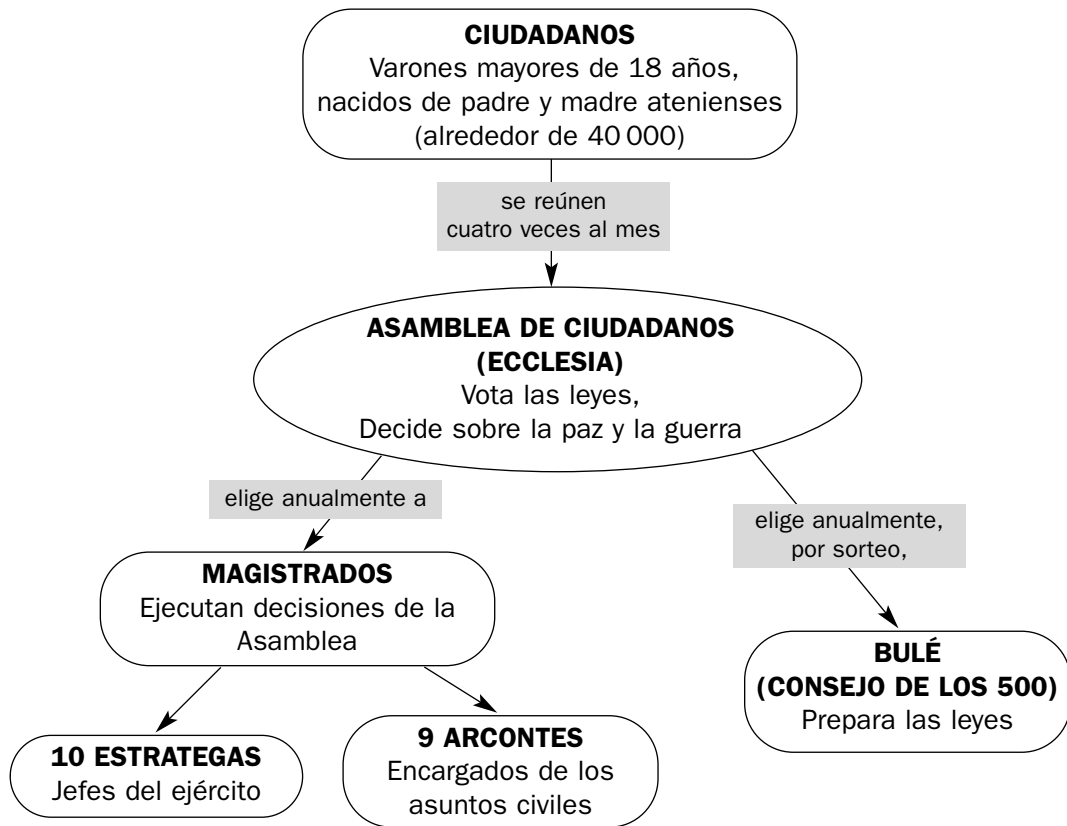 CIUDADANOS
Varones mayores de 18 años,
nacidos de padre y madre atenienses
(alrededor de 40 000)
se reúnen
cuatro veces al mes
ASAMBLEA DE CIUDADANOS
(ECCLESIA)
Vota las leyes,
Decide sobre la paz y la guerra
elige anualmente a
elige anualmente,
por sorteo,
MAGISTRADOS
Ejecutan decisiones de la
Asamblea
BULÉ
(CONSEJO DE LOS 500)
Prepara las leyes
10 ESTRATEGAS
Jefes del ejército
9 ARCONTES
Encargados de los
asuntos civiles